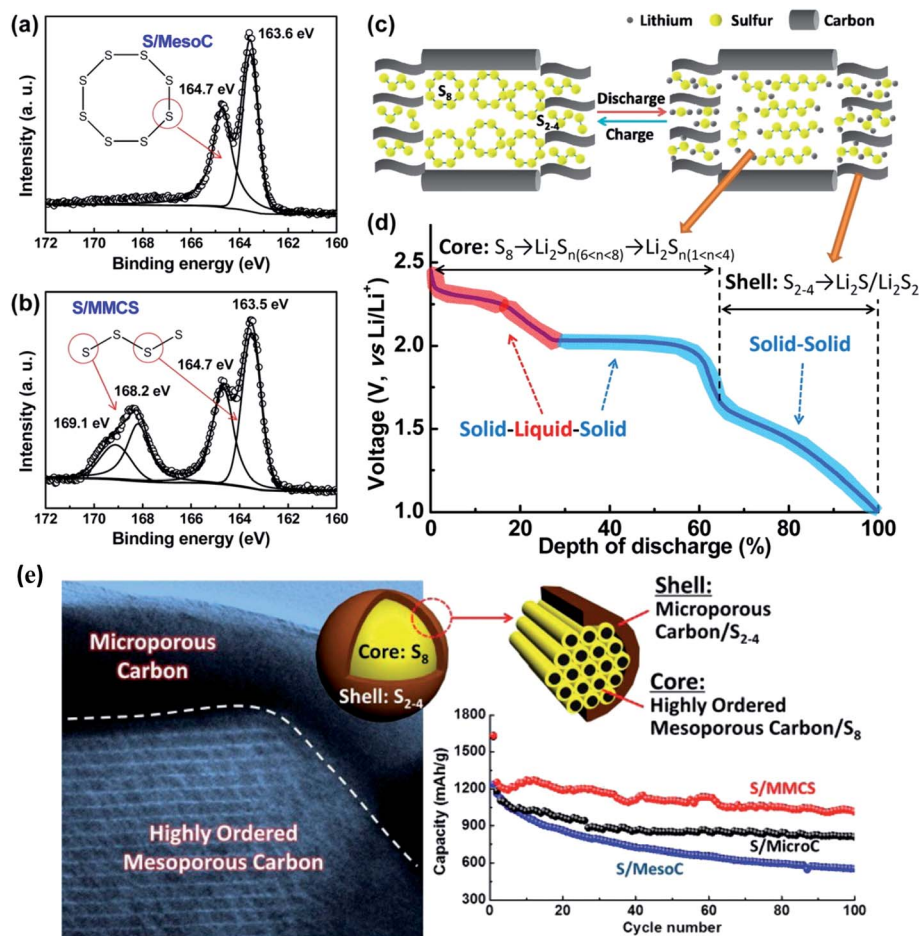 (a)
S/MesoC
163.6 eV
164.7 eV
S
S
S
S
S
S
S
S
Intensity (a. u.)
172 170 168 166 164 162 160
Binding energy (eV)
(b)
S/MMCS
163.5 eV
S
S
S
S
164.7 eV
168.2 eV
169.1 eV
Intensity (a. u.)
172 170 168 166 164 162 160
Binding energy (eV)
(c)
Lithium Sulfur Carbon
S8
S2-4
Discharge
Charge
(d)
Core: S8→Li2Sn(6<n<8)→Li2Sn(1<n<4)
Shell: S2-4→Li2S/Li2S2
2.5
2.0
1.5
1.0
Voltage (V, vs Li/Li+)
Solid-Solid
Solid-Liquid-Solid
0 20 40 60 80 100
Depth of discharge (%)
(e)
Microporous
Carbon
Highly Ordered
Mesoporous Carbon
Core: S8
Shell: S2-4
Shell:
Microporous
Carbon/S2-4
Core:
Highly Ordered
Mesoporous Carbon/S8
1800
1500
1200
900
600
300
Capacity (mAh/g)
S/MMCS
S/MicroC
S/MesoC
0 20 40 60 80 100
Cycle number